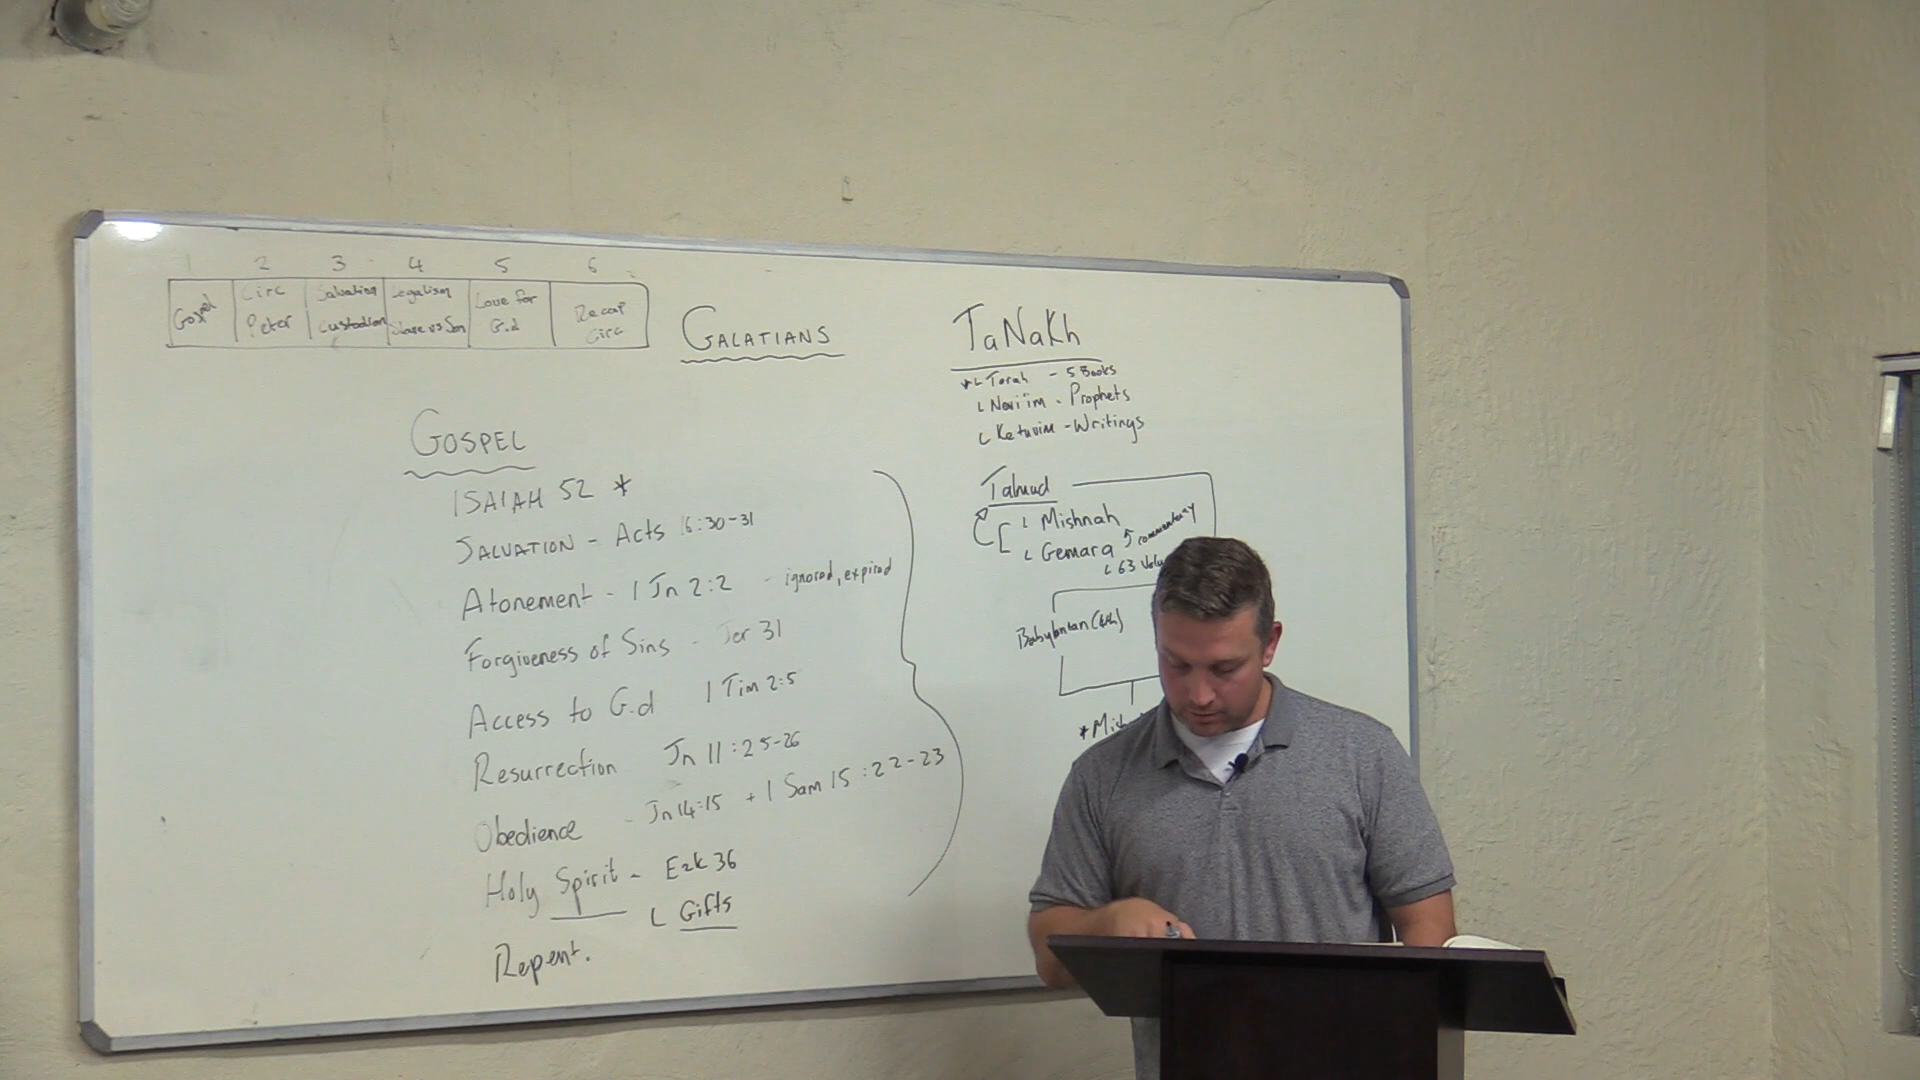 1 2 3 4 5 6
Gospel
Circ
Peter
Salvation
Custodian
Legalism
Slave vs Son
Love for
G.d
Recap
Circ
GALATIANS
GOSPEL
ISAIAH 52 *
SALVATION - Acts 16:30-31
Atonement - 1 Jn 2:2 - ignored, expired
Forgiveness of Sins - Jer 31
Access to G.d 1 Tim 2:5
Resurrection Jn 11:25-26
Obedience - Jn 14:15 + 1 Sam 15:22-23
Holy Spirit - Ezk 36
Gifts
Repent.
TaNaKh
* Torah - 5 Books
Nevi'im - Prophets
Ketuvim - Writings
Talmud
Mishnah
Gemara commentary
63
Babylonian (6th)